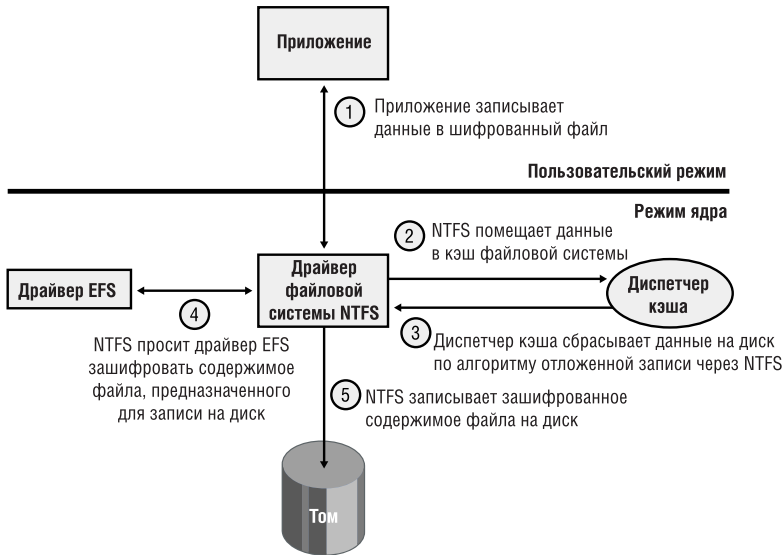 Приложение
1
Приложение записывает
данные в шифрованный файл
Пользовательский режим
Режим ядра
2
NTFS помещает данные
в кэш файловой системы
Драйвер EFS
Драйвер
файловой
системы NTFS
Диспетчер
кэша
4
NTFS просит драйвер EFS
зашифровать содержимое
файла, предназначенного
для записи на диск
3
Диспетчер кэша сбрасывает данные на диск
по алгоритму отложенной записи через NTFS
5
NTFS записывает зашифрованное
содержимое файла на диск
Том